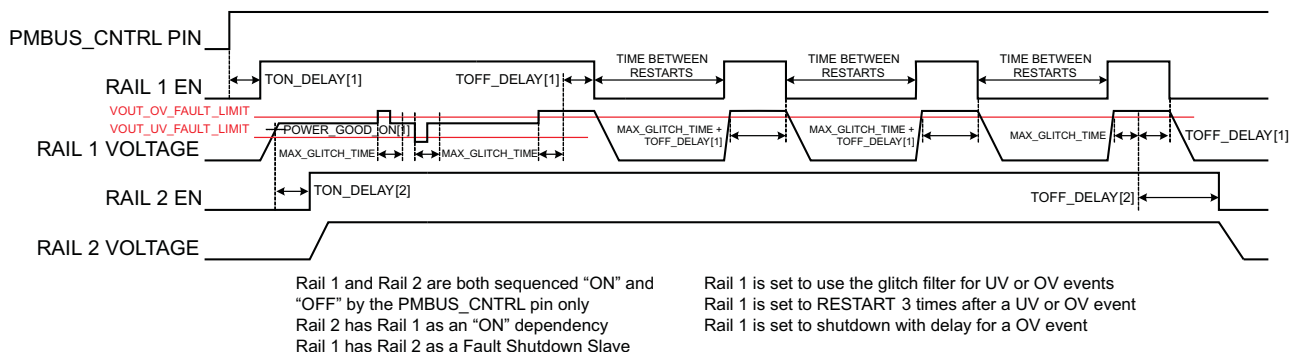 PMBUS_CNTRL PIN
RAIL 1 EN
TON_DELAY[1]
TOFF_DELAY[1]
TIME BETWEEN
RESTARTS
TIME BETWEEN
RESTARTS
TIME BETWEEN
RESTARTS
VOUT_OV_FAULT_LIMIT
VOUT_UV_FAULT_LIMIT
RAIL 1 VOLTAGE
POWER_GOOD_ON[1]
MAX_GLITCH_TIME
MAX_GLITCH_TIME
MAX_GLITCH_TIME +
TOFF_DELAY[1]
MAX_GLITCH_TIME +
TOFF_DELAY[1]
MAX_GLITCH_TIME
TOFF_DELAY[1]
RAIL 2 EN
TON_DELAY[2]
TOFF_DELAY[2]
RAIL 2 VOLTAGE
Rail 1 and Rail 2 are both sequenced “ON” and
“OFF” by the PMBUS_CNTRL pin only
Rail 2 has Rail 1 as an “ON” dependency
Rail 1 has Rail 2 as a Fault Shutdown Slave
Rail 1 is set to use the glitch filter for UV or OV events
Rail 1 is set to RESTART 3 times after a UV or OV event
Rail 1 is set to shutdown with delay for a OV event